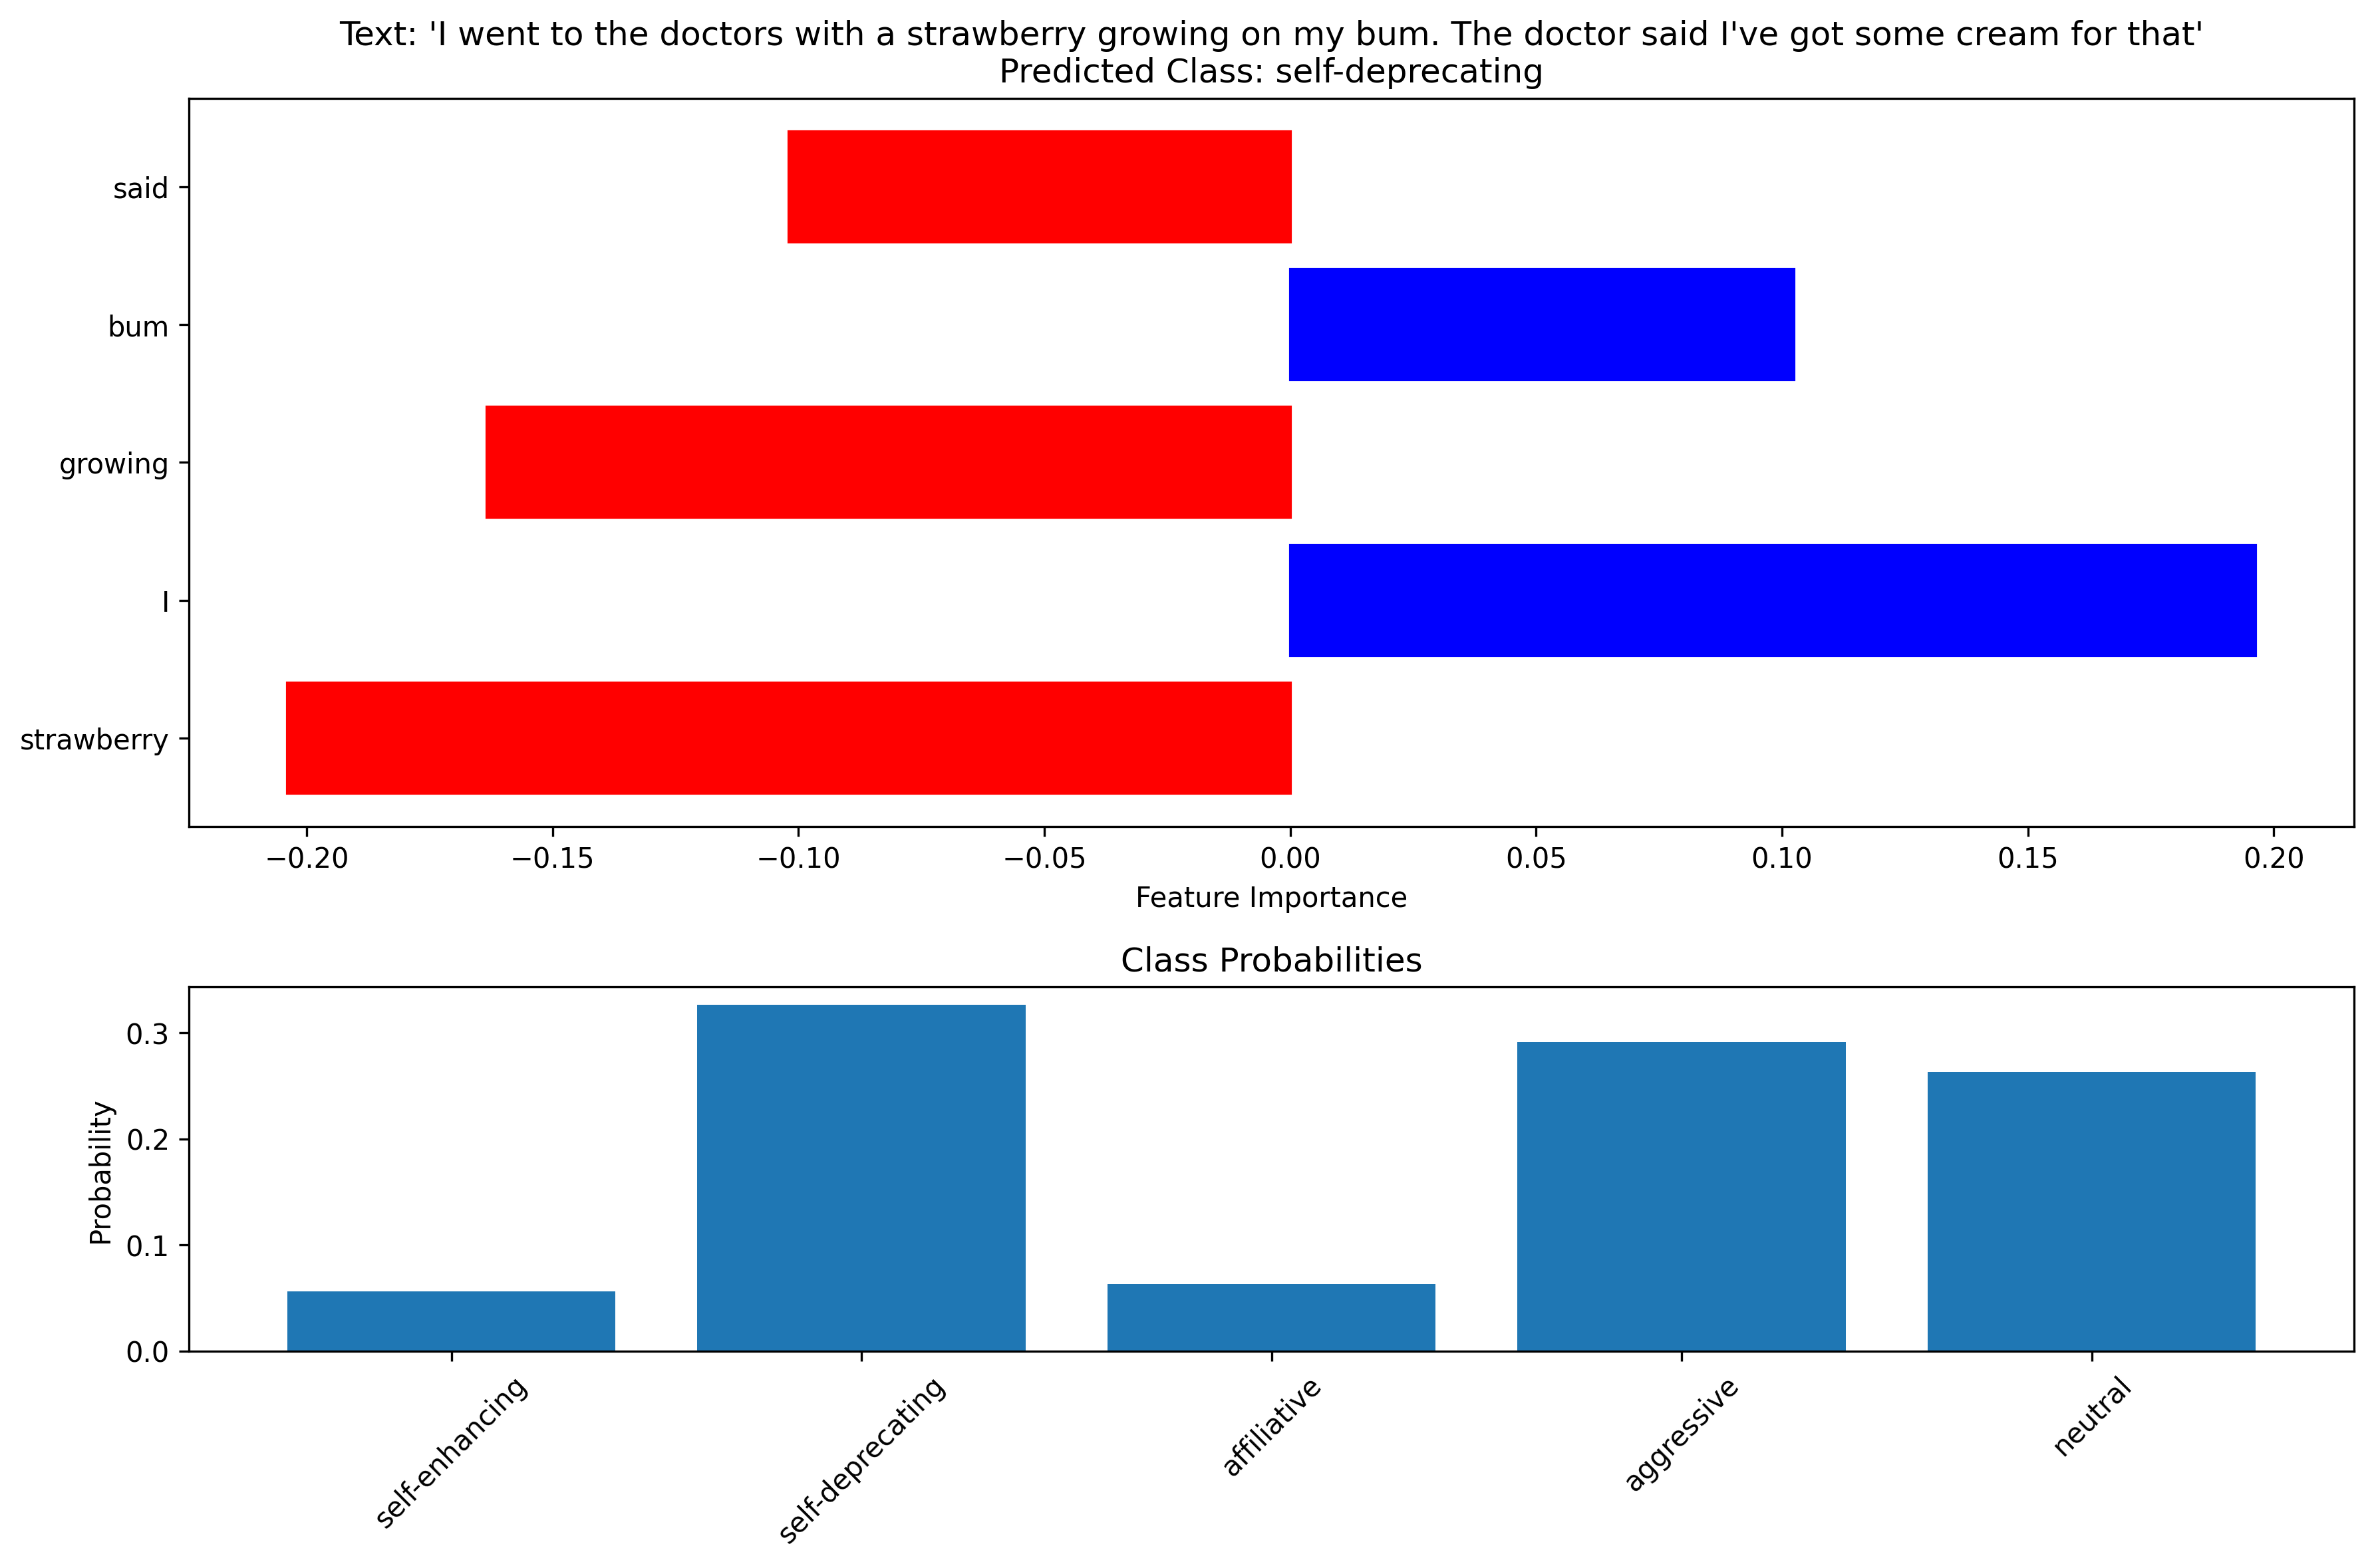 Text: 'I went to the doctors with a strawberry growing on my bum. The doctor said I've got some cream for that'
Predicted Class: self-deprecating
said
bum
growing
I
strawberry
−0.20 −0.15 −0.10 −0.05 0.00 0.05 0.10 0.15 0.20
Feature Importance
Class Probabilities
Probability
0.3
0.2
0.1
0.0
self-enhancing self-deprecating affiliative aggressive neutral